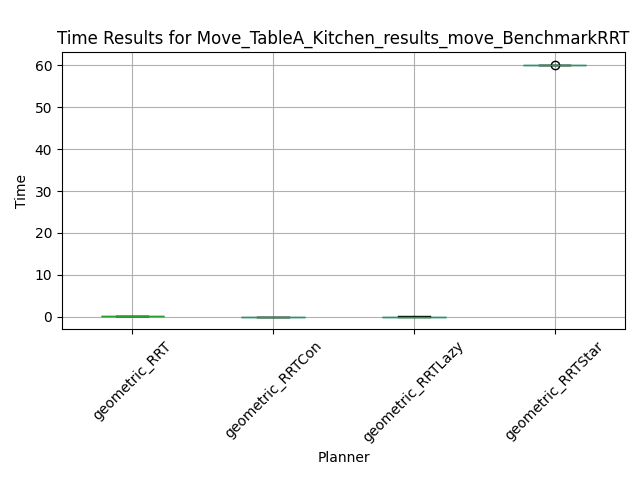 Time Results for Move_TableA_Kitchen_results_move_BenchmarkRRT
60
50
40
30
20
10
0
Time
geometric_RRT
geometric_RRTCon
geometric_RRTLazy
geometric_RRTStar
Planner